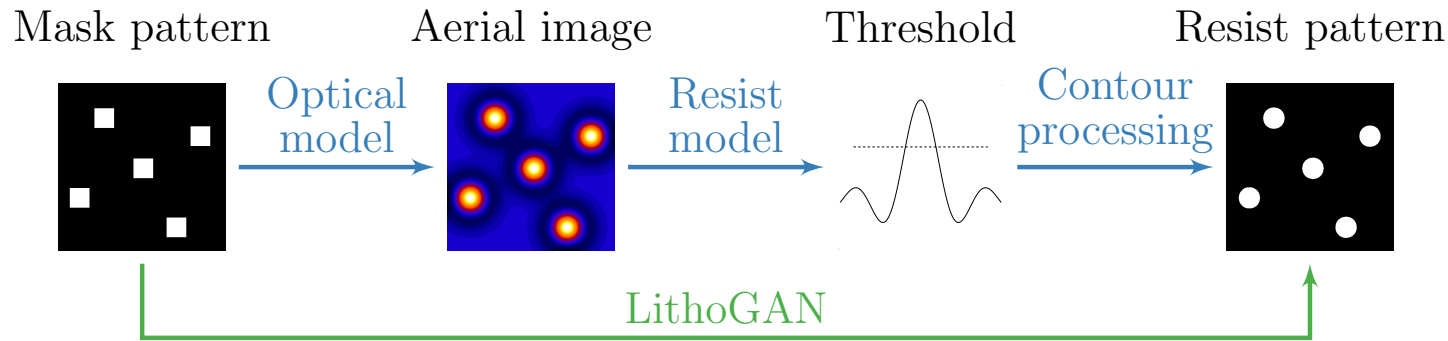 Mask pattern
Aerial image
Threshold
Resist pattern
Optical
model
Resist
model
Contour
processing
LithoGAN